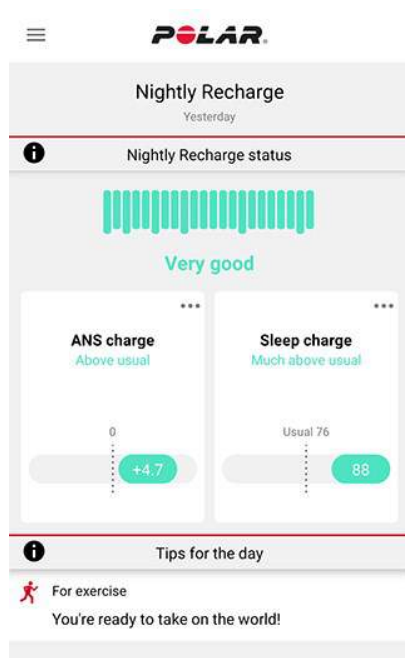 POLAR.
Nightly Recharge
Yesterday
Nightly Recharge status
Very good
ANS charge
Above usual
0
+4.7
Sleep charge
Much above usual
Usual 76
88
Tips for the day
For exercise
You're ready to take on the world!